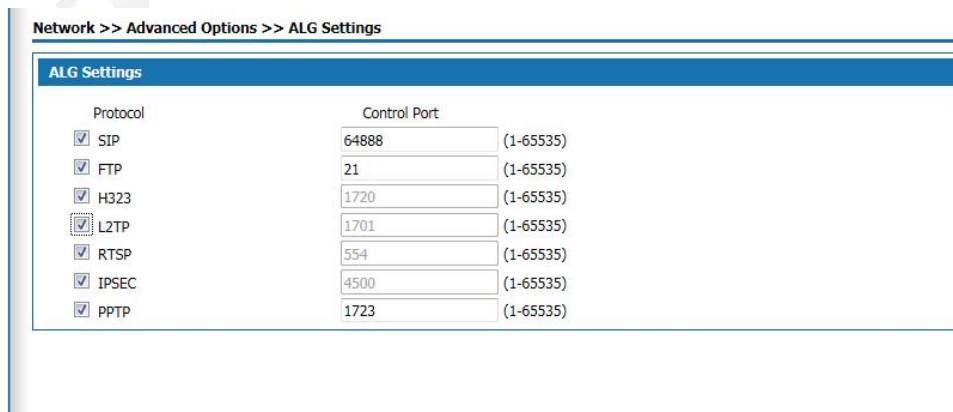 Network >> Advanced Options >> ALG Settings
ALG Settings
Protocol Control Port
SIP 64888 (1-65535)
FTP 21 (1-65535)
H323 1720 (1-65535)
L2TP 1701 (1-65535)
RTSP 554 (1-65535)
IPSEC 4500 (1-65535)
PPTP 1723 (1-65535)